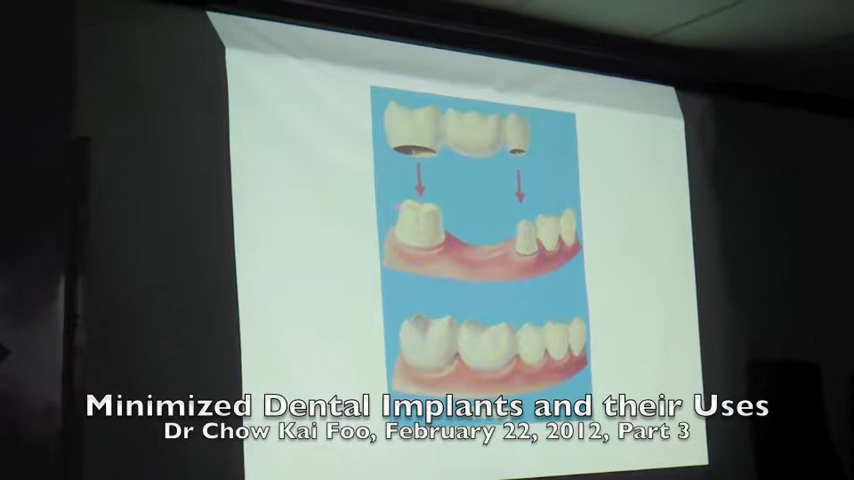 Minimized Dental Implants and their Uses
Dr Chow Kai Foo, February 22, 2012, Part 3